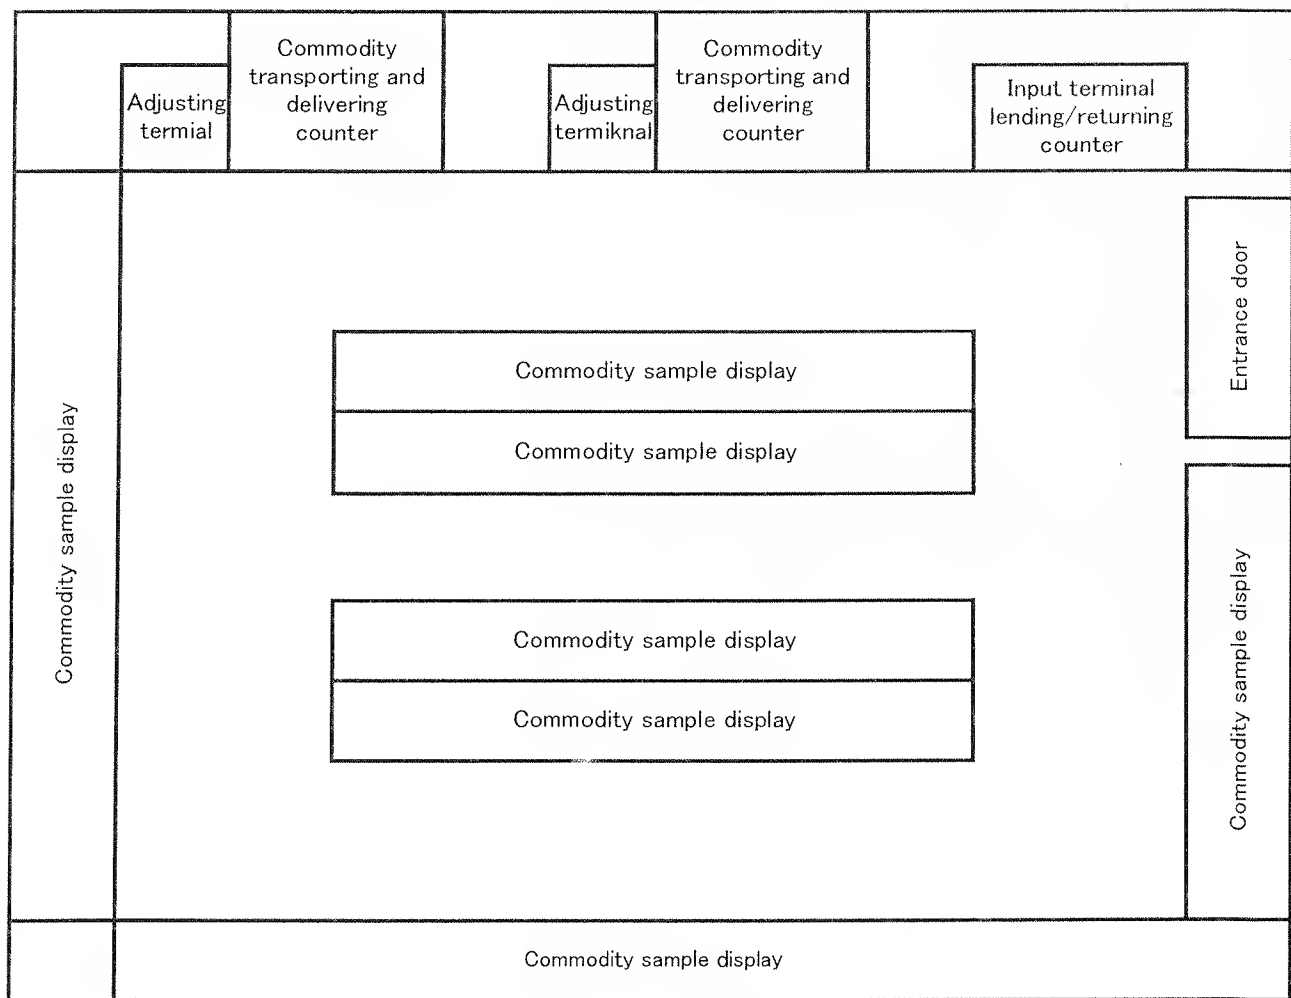 Commodity
transporting and
delivering
counter
Commodity
transporting and
delivering
counter
Adjusting
termial
Adjusting
termiknal
Input terminal
lending/returning
counter
Entrance door
Commodity sample display
Commodity sample display
Commodity sample display
Commodity sample display
Commodity sample display
Commodity sample display
Commodity sample display